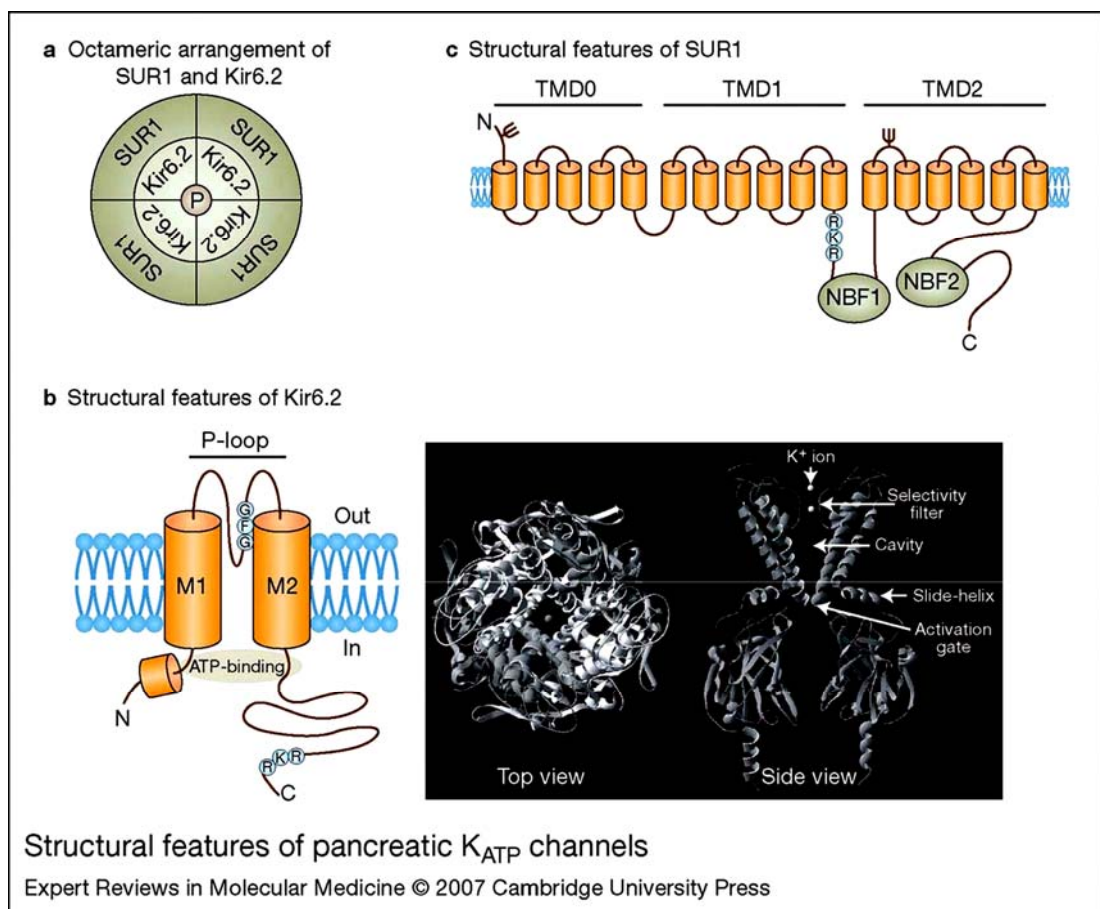 a Octameric arrangement of
SUR1 and Kir6.2
SUR1
SUR1
Kir6.2
Kir6.2
P
Kir6.2
Kir6.2
SUR1
SUR1
c Structural features of SUR1
TMD0
TMD1
TMD2
N
R
K
R
NBF1
NBF2
C
b Structural features of Kir6.2
P-loop
G
F
G
Out
M1
M2
In
ATP-binding
N
R K R
C
K⁺ ion
Selectivity
filter
Cavity
Slide-helix
Activation
gate
Top view
Side view
Structural features of pancreatic K_ATP channels
Expert Reviews in Molecular Medicine © 2007 Cambridge University Press